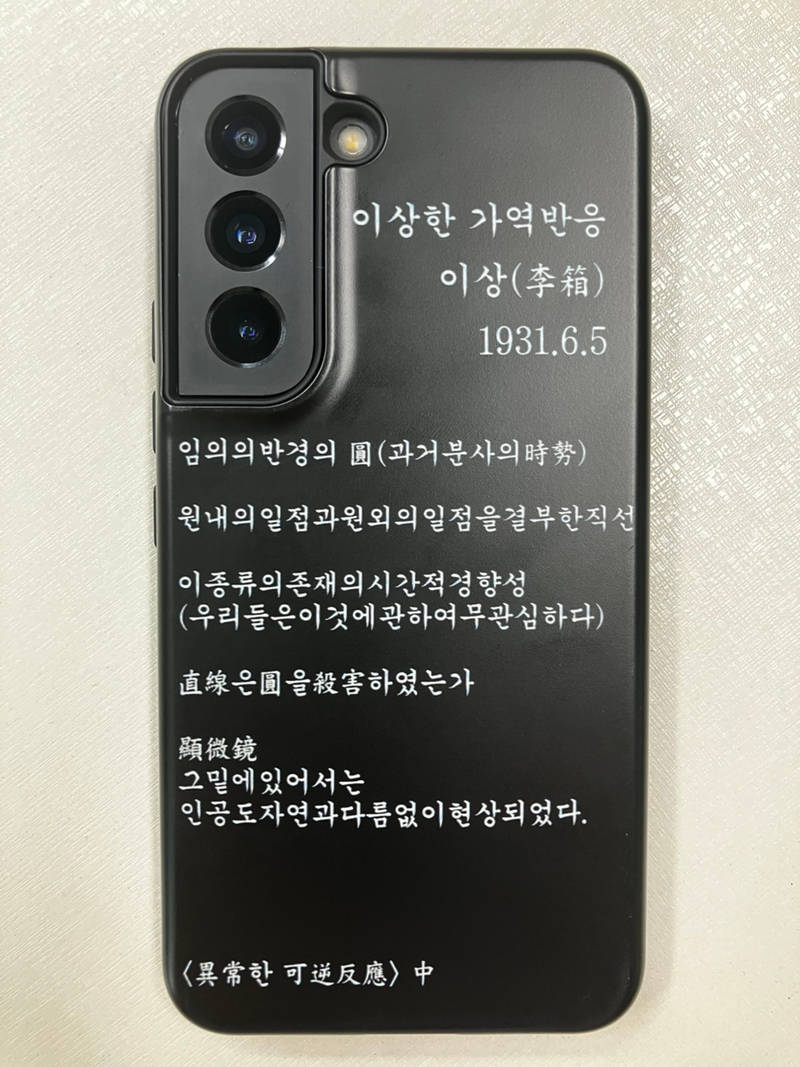 이상한 가역반응
이상(李箱)
1931.6.5
임의의반경의 圓(과거분사의時勢)
원내의일점과원외의일점을결부한직선
이종류의존재의시간적경향성
(우리들은이것에관하여무관심하다)
直線은圓을殺害하였는가
顯微鏡
그밑에있어서는
인공도자연과다름없이현상되었다.
〈異常한 可逆反應〉 中